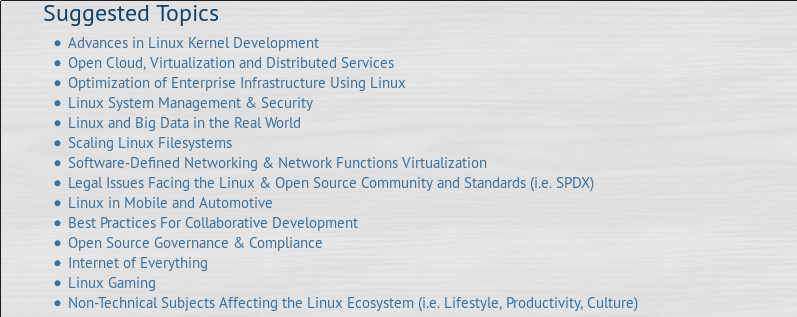 Suggested Topics
• Advances in Linux Kernel Development
• Open Cloud, Virtualization and Distributed Services
• Optimization of Enterprise Infrastructure Using Linux
• Linux System Management & Security
• Linux and Big Data in the Real World
• Scaling Linux Filesystems
• Software-Defined Networking & Network Functions Virtualization
• Legal Issues Facing the Linux & Open Source Community and Standards (i.e. SPDX)
• Linux in Mobile and Automotive
• Best Practices For Collaborative Development
• Open Source Governance & Compliance
• Internet of Everything
• Linux Gaming
• Non-Technical Subjects Affecting the Linux Ecosystem (i.e. Lifestyle, Productivity, Culture)